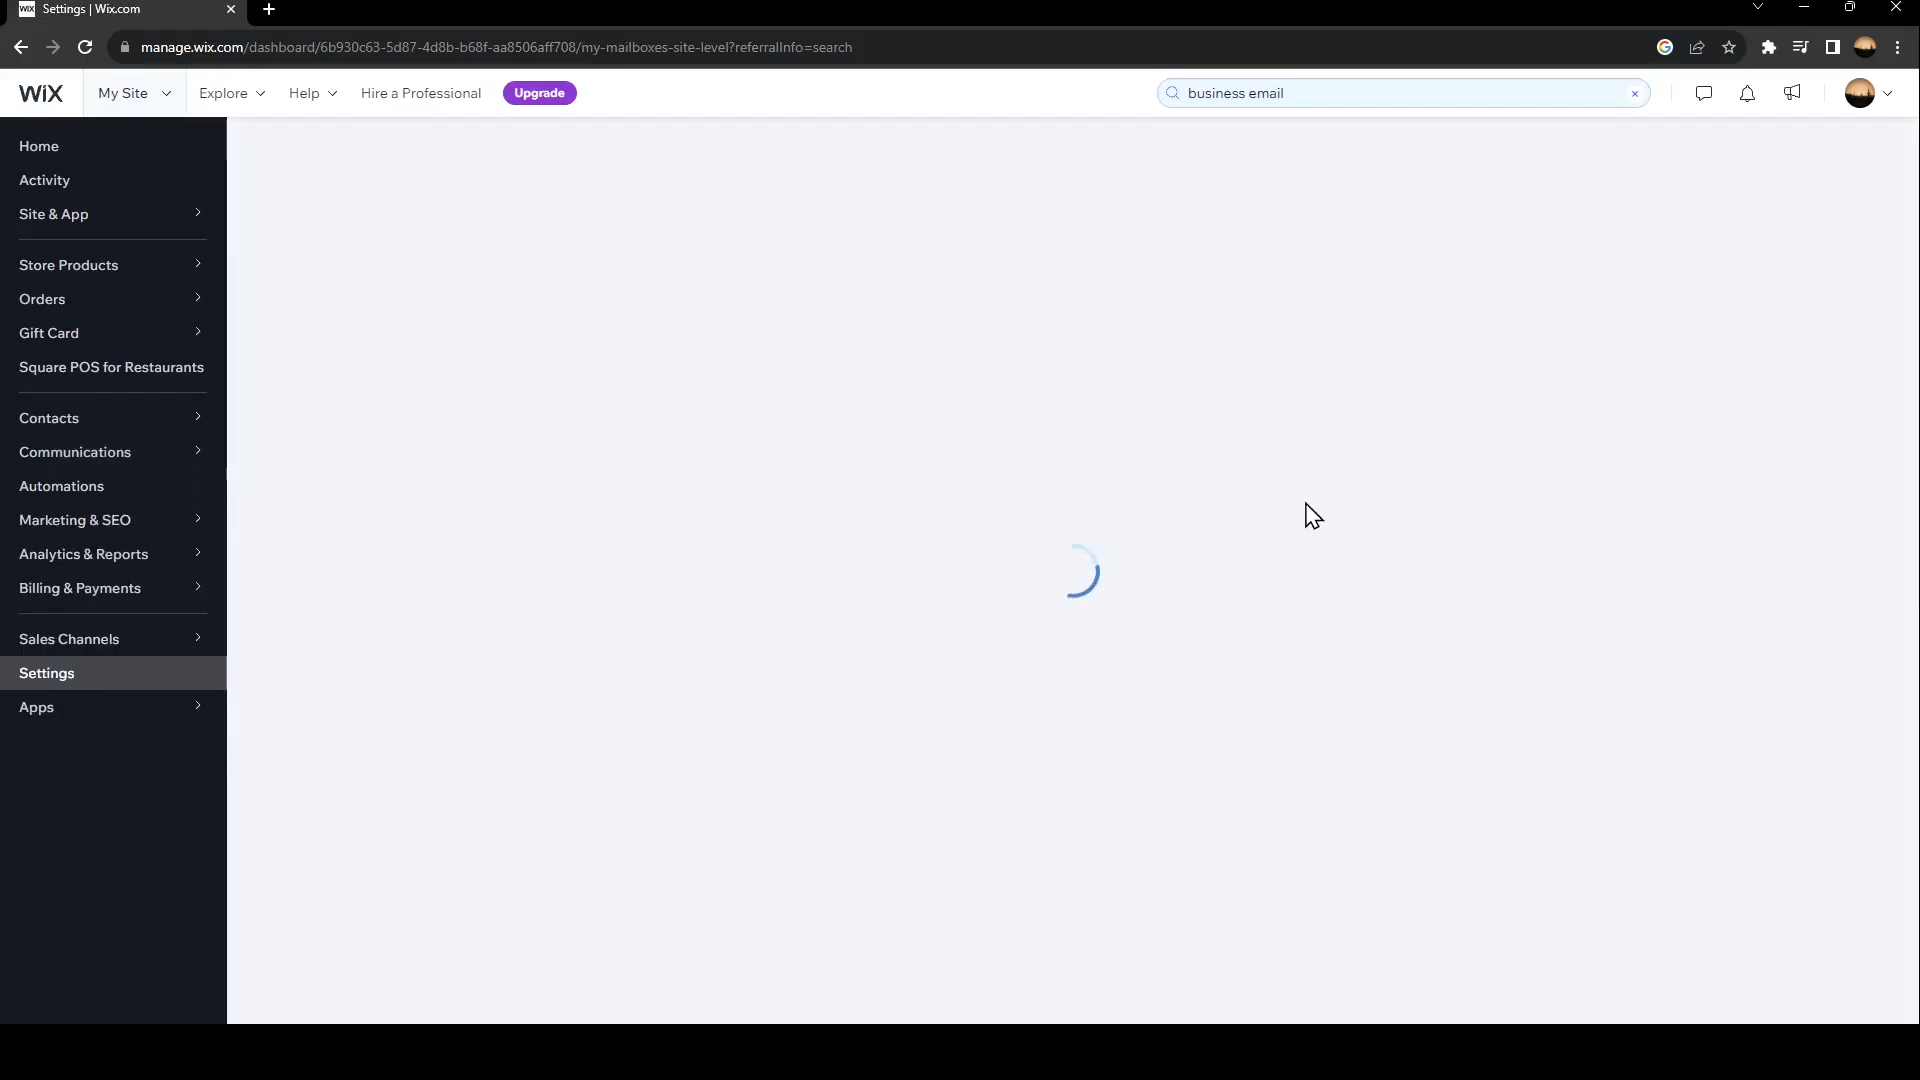 WiX Settings | Wix.com
manage.wix.com/dashboard/6b930c63-5d87-4d8b-b68f-aa8506aff708/my-mailboxes-site-level?referralInfo=search
WiX My Site Explore Help Hire a Professional Upgrade business email
Home
Activity
Site & App
Store Products
Orders
Gift Card
Square POS for Restaurants
Contacts
Communications
Automations
Marketing & SEO
Analytics & Reports
Billing & Payments
Sales Channels
Settings
Apps